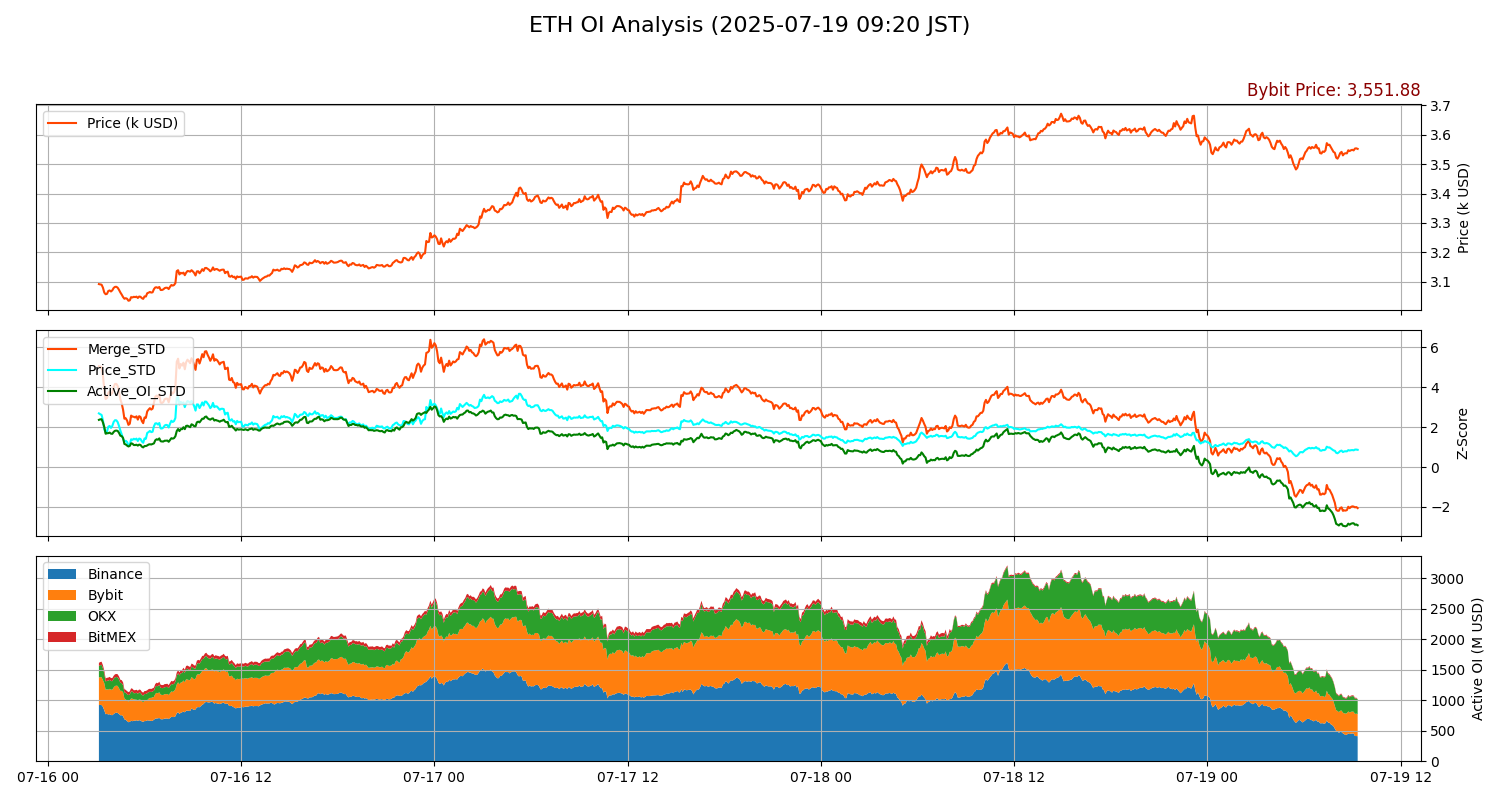 ETH OI Analysis (2025-07-19 09:20 JST)
Bybit Price: 3,551.88
Price (k USD)
3.7
3.6
3.5
3.4
3.3
3.2
3.1
Price (k USD)
Merge_STD
Price_STD
Active_OI_STD
6
4
2
0
−2
Z-Score
Binance
Bybit
OKX
BitMEX
3000
2500
2000
1500
1000
500
0
Active OI (M USD)
07-16 00
07-16 12
07-17 00
07-17 12
07-18 00
07-18 12
07-19 00
07-19 12